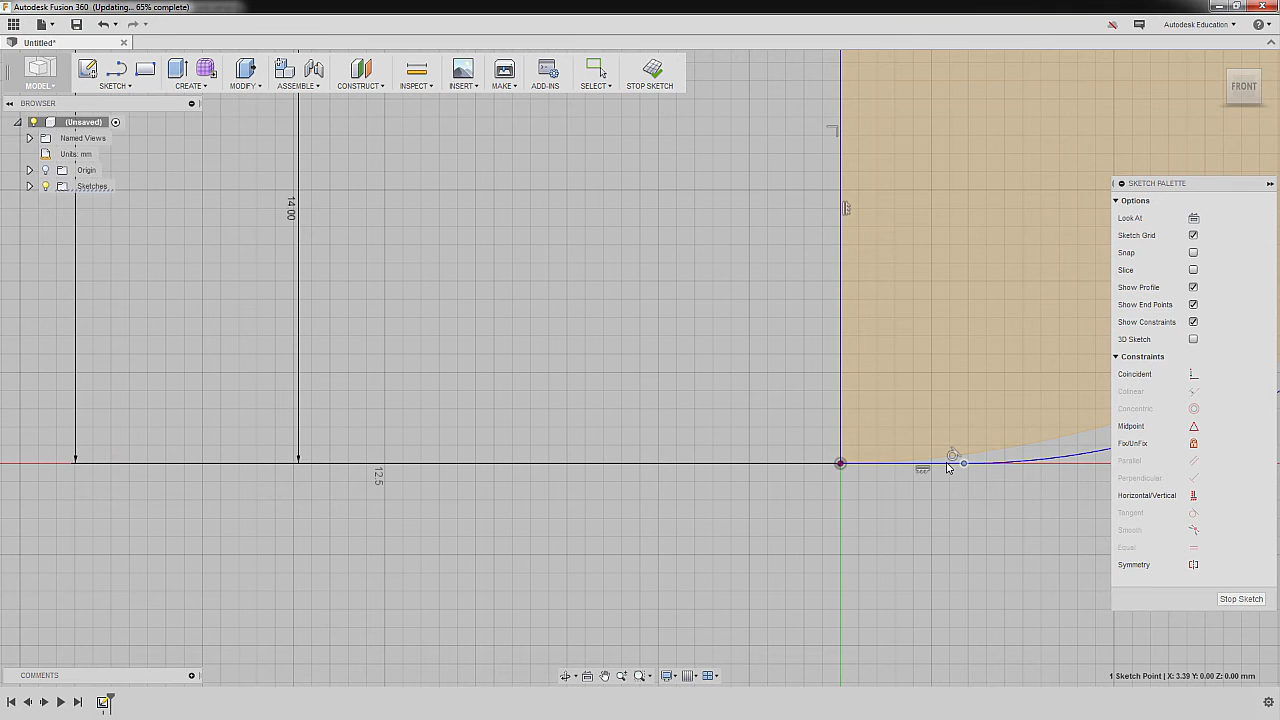 Autodesk Fusion 360 (Updating... 65% complete)
Autodesk Education
Untitled*
MODEL
SKETCH
CREATE
MODIFY
ASSEMBLE
CONSTRUCT
INSPECT
INSERT
MAKE
ADD-INS
SELECT
STOP SKETCH
FRONT
BROWSER
(Unsaved)
Named Views
Units: mm
Origin
Sketches
14.00
12.5
SKETCH PALETTE
Options
Look At
Sketch Grid
Snap
Slice
Show Profile
Show End Points
Show Constraints
3D Sketch
Constraints
Coincident
Colinear
Concentric
Midpoint
Fix/UnFix
Parallel
Perpendicular
Horizontal/Vertical
Tangent
Smooth
Equal
Symmetry
Stop Sketch
COMMENTS
1 Sketch Point | X: 3.39 Y: 0.00 Z: 0.00 mm